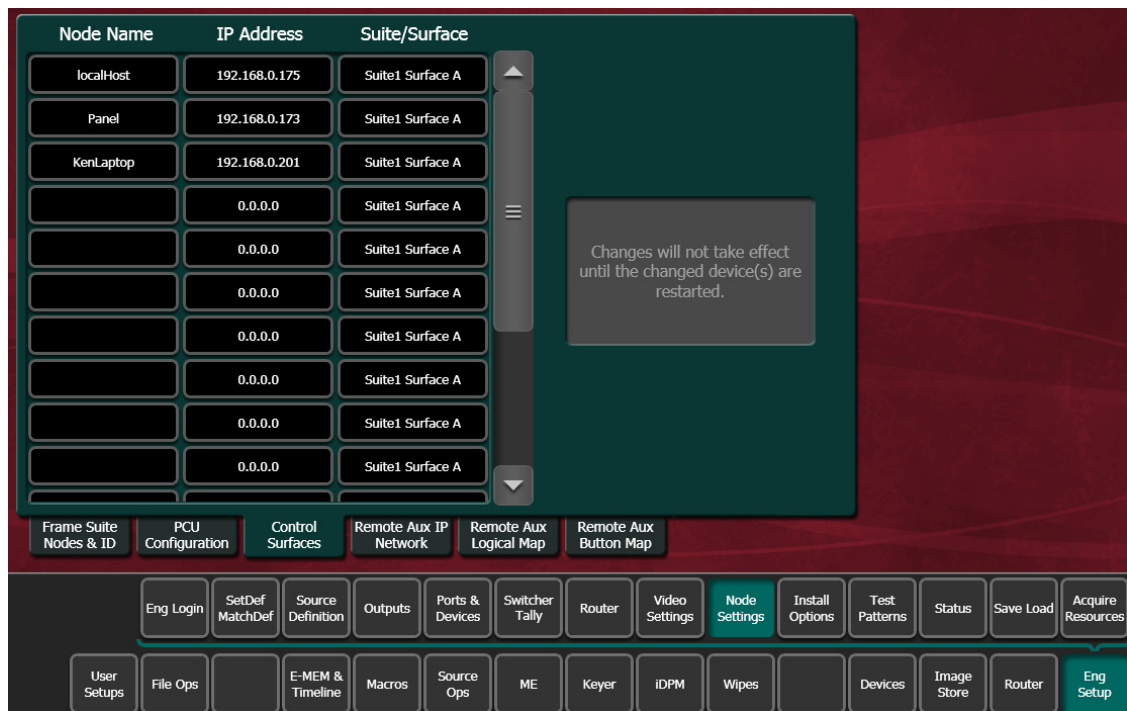 Node Name IP Address Suite/Surface
localHost 192.168.0.175 Suite1 Surface A
Panel 192.168.0.173 Suite1 Surface A
KenLaptop 192.168.0.201 Suite1 Surface A
0.0.0.0 Suite1 Surface A
0.0.0.0 Suite1 Surface A
0.0.0.0 Suite1 Surface A
0.0.0.0 Suite1 Surface A
0.0.0.0 Suite1 Surface A
0.0.0.0 Suite1 Surface A
0.0.0.0 Suite1 Surface A
Changes will not take effect
until the changed device(s) are
restarted.
Frame Suite
Nodes & ID
PCU
Configuration
Control
Surfaces
Remote Aux IP
Network
Remote Aux
Logical Map
Remote Aux
Button Map
Eng Login
SetDef
MatchDef
Source
Definition
Outputs
Ports &
Devices
Switcher
Tally
Router
Video
Settings
Node
Settings
Install
Options
Test
Patterns
Status
Save Load
Acquire
Resources
User
Setups
File Ops
E-MEM &
Timeline
Macros
Source
Ops
ME
Keyer
iDPM
Wipes
Devices
Image
Store
Router
Eng
Setup